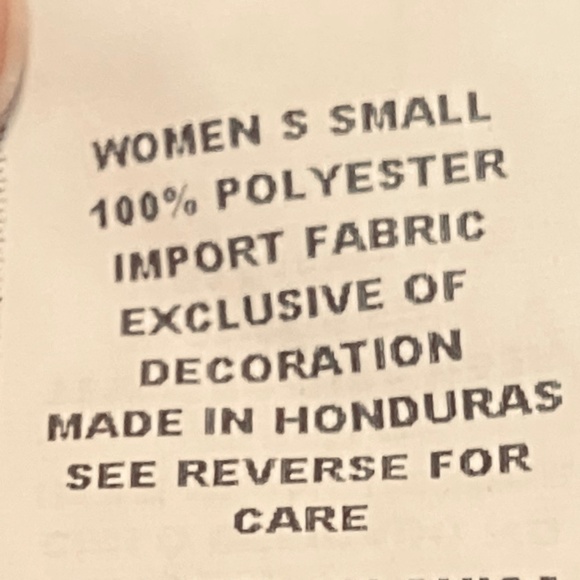 WOMEN S SMALL
100% POLYESTER
IMPORT FABRIC
EXCLUSIVE OF
DECORATION
MADE IN HONDURAS
SEE REVERSE FOR
CARE